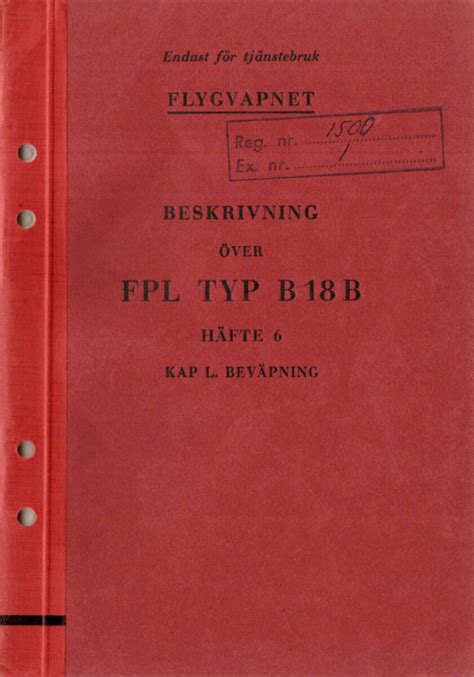 Endast för tjänstebruk
FLYGVAPNET
Reg. nr. 1500
Ex. nr. 1
BESKRIVNING
ÖVER
FPL TYP B 18 B
HÄFTE 6
KAP L. BEVÄPNING